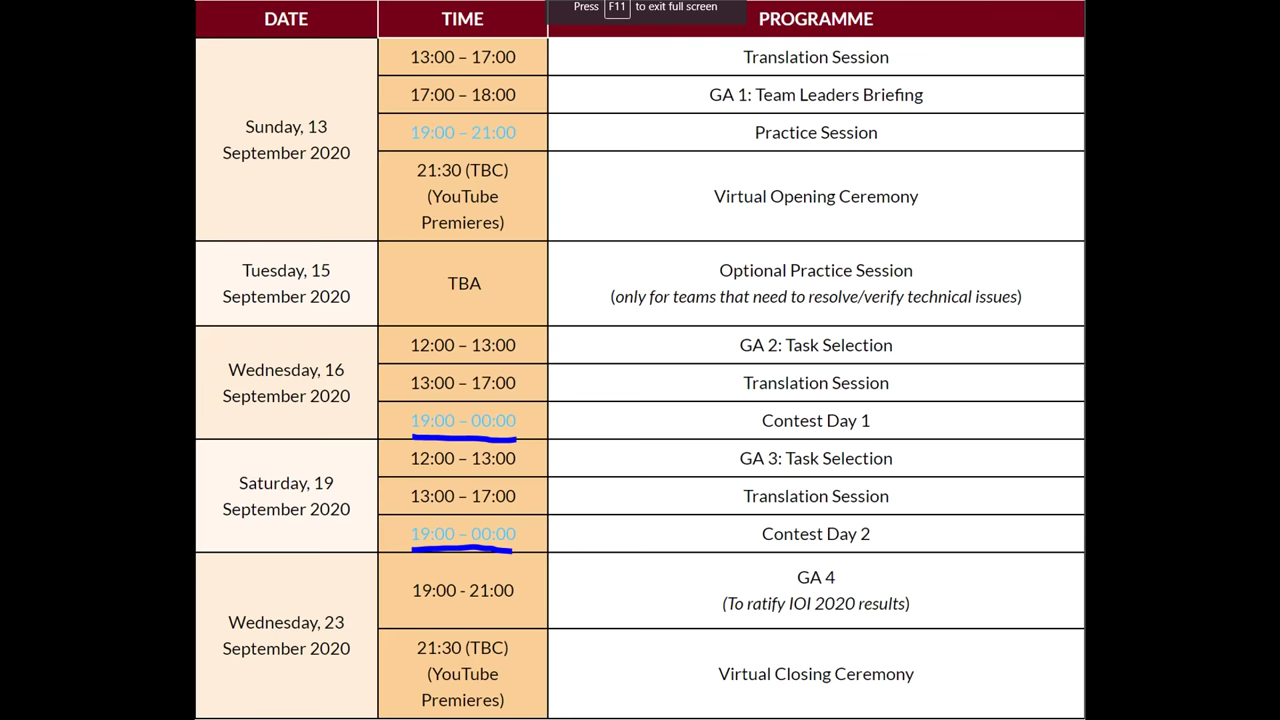 Press F11 to exit full screen
DATE TIME PROGRAMME
Sunday, 13
September 2020
13:00 – 17:00 Translation Session
17:00 – 18:00 GA 1: Team Leaders Briefing
19:00 – 21:00 Practice Session
21:30 (TBC)
(YouTube
Premieres)
Virtual Opening Ceremony
Tuesday, 15
September 2020
TBA
Optional Practice Session
(only for teams that need to resolve/verify technical issues)
Wednesday, 16
September 2020
12:00 – 13:00 GA 2: Task Selection
13:00 – 17:00 Translation Session
19:00 – 00:00 Contest Day 1
Saturday, 19
September 2020
12:00 – 13:00 GA 3: Task Selection
13:00 – 17:00 Translation Session
19:00 – 00:00 Contest Day 2
Wednesday, 23
September 2020
19:00 - 21:00
GA 4
(To ratify IOI 2020 results)
21:30 (TBC)
(YouTube
Premieres)
Virtual Closing Ceremony